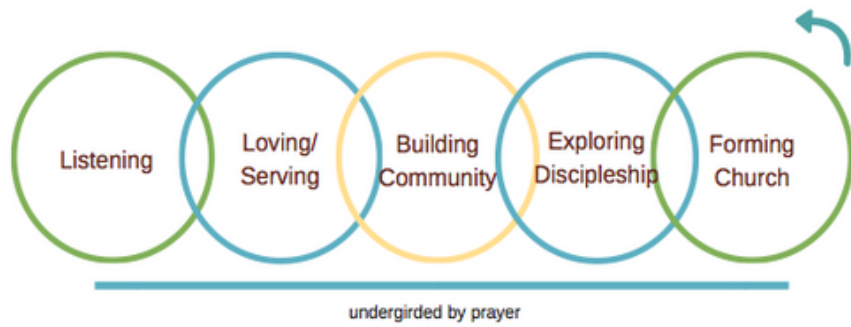 Listening
Loving/
Serving
Building
Community
Exploring
Discipleship
Forming
Church
undergirded by prayer